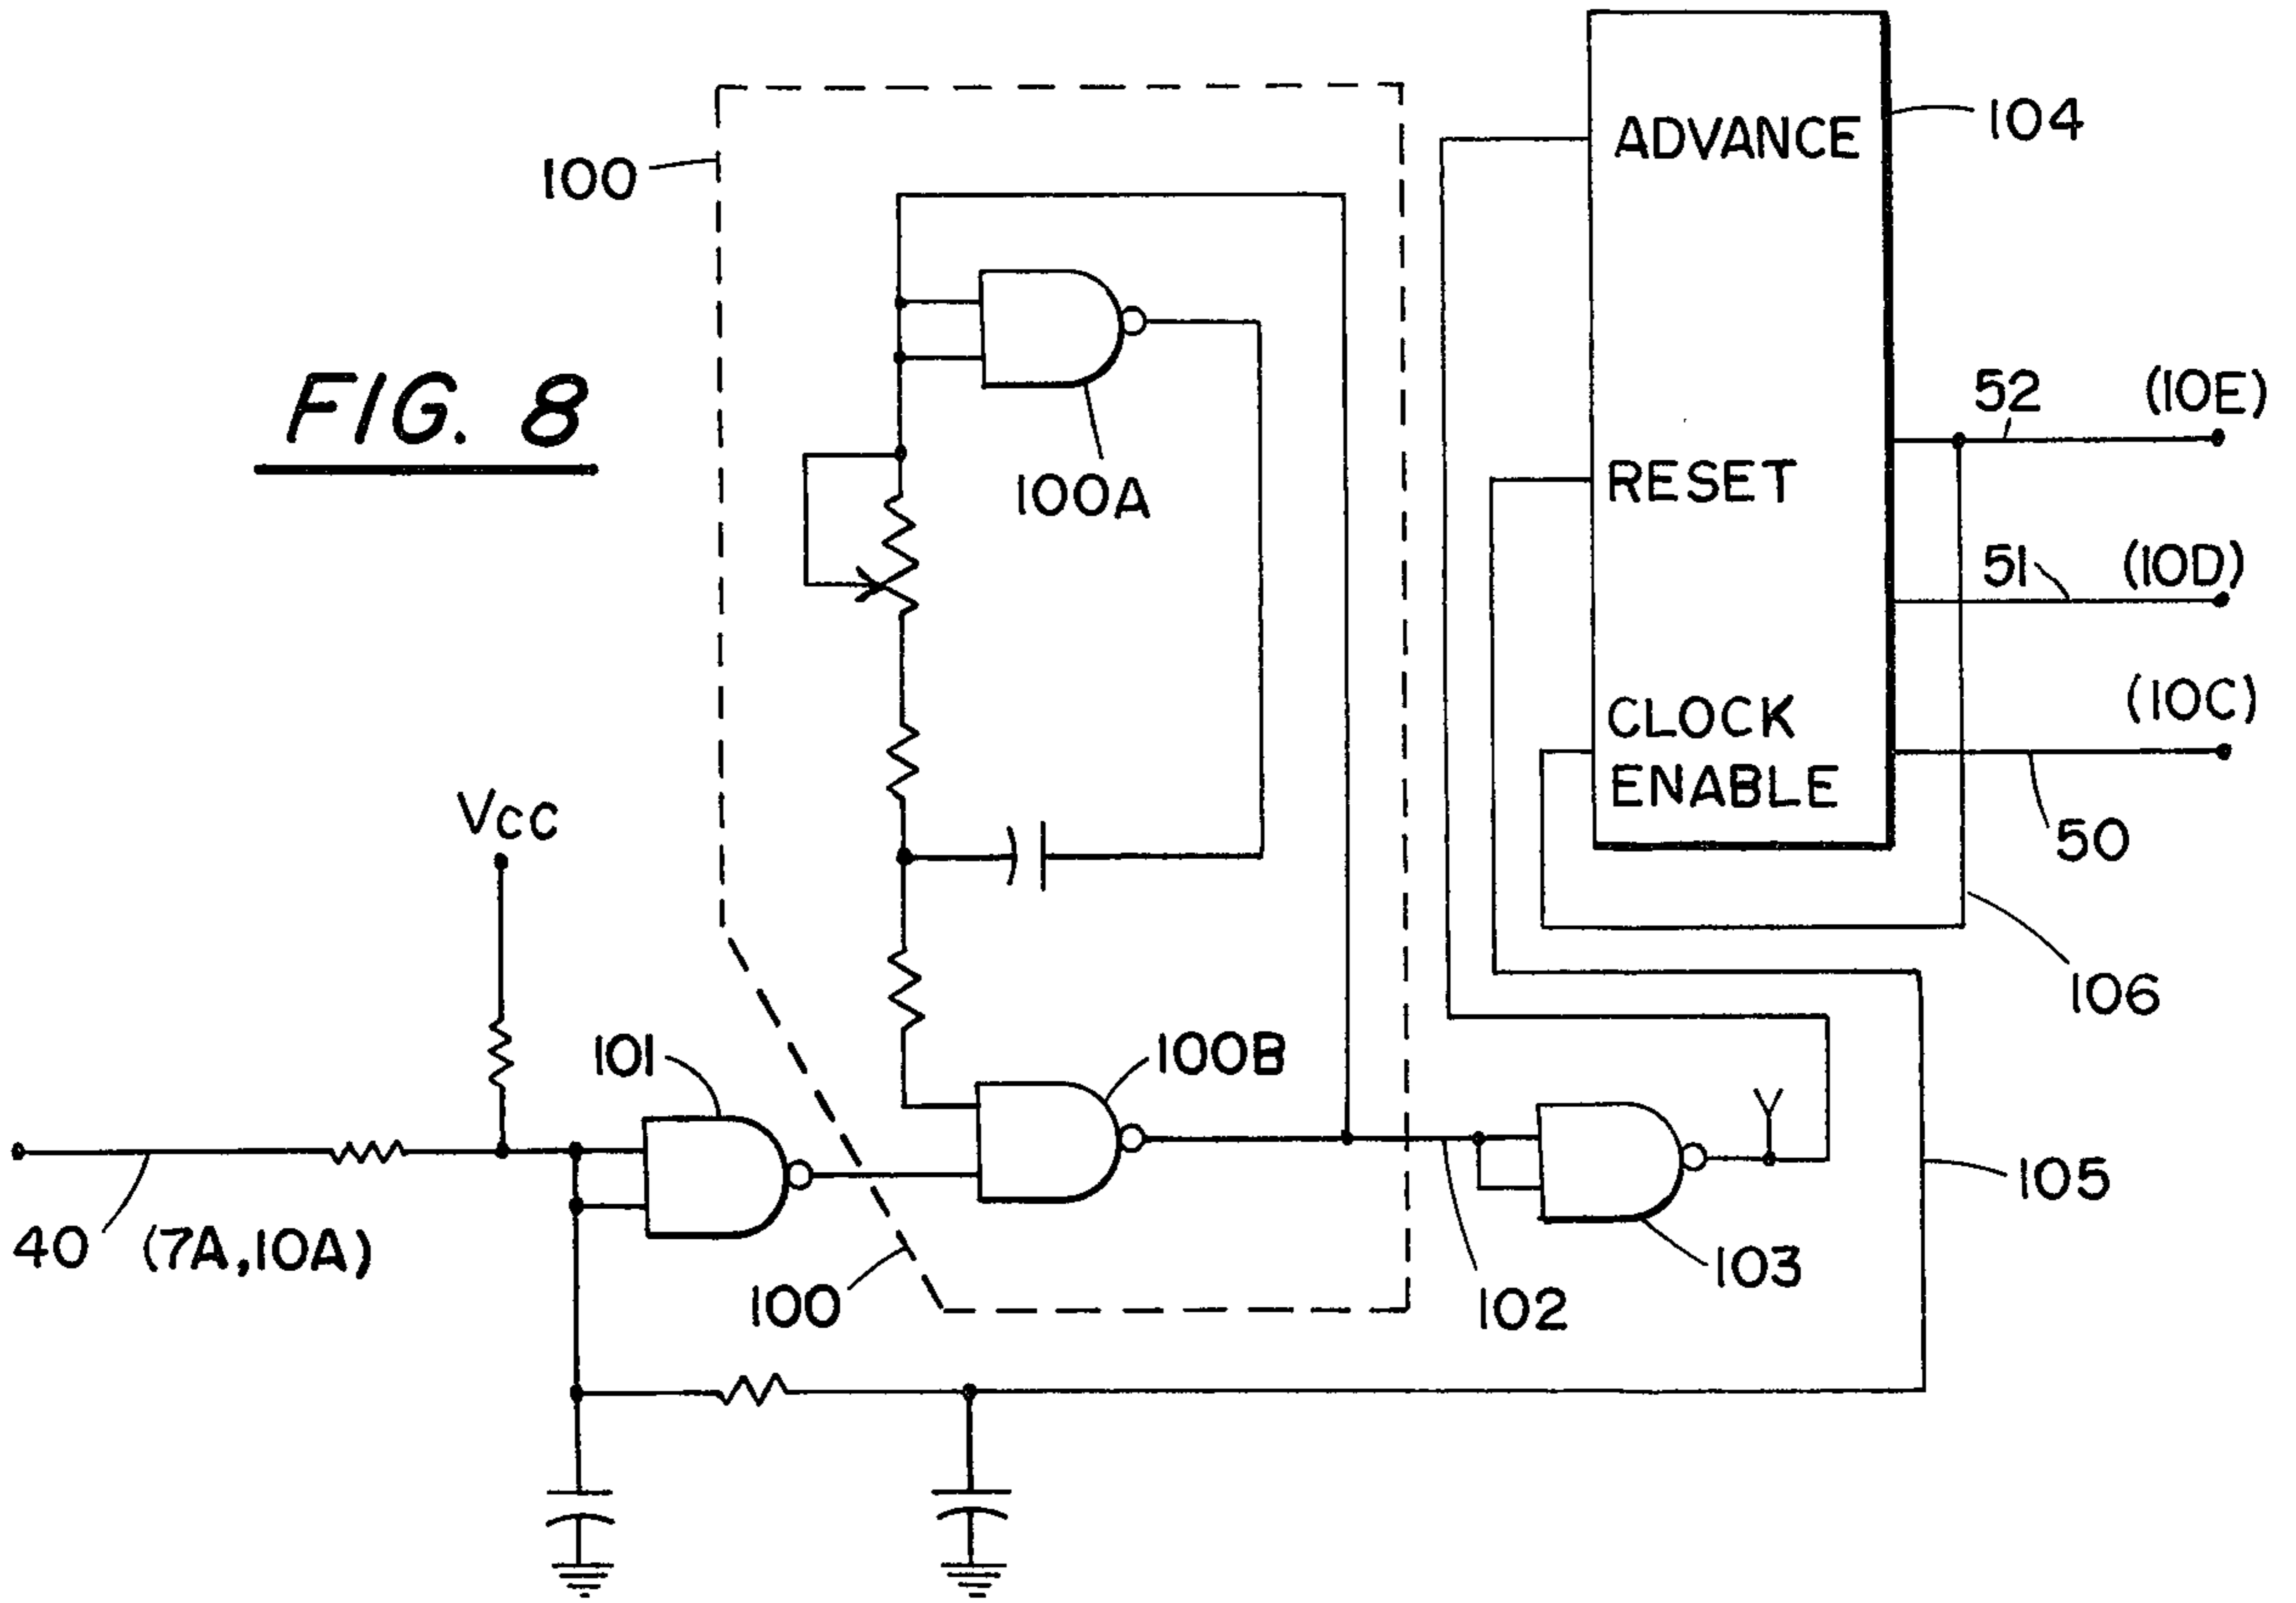 ADVANCE
104
100
52 (10E)
FIG. 8
RESET
100A
51 (10D)
(10C)
CLOCK
ENABLE
Vcc
50
106
101
100B
Y
105
40 (7A,10A)
103
100
102